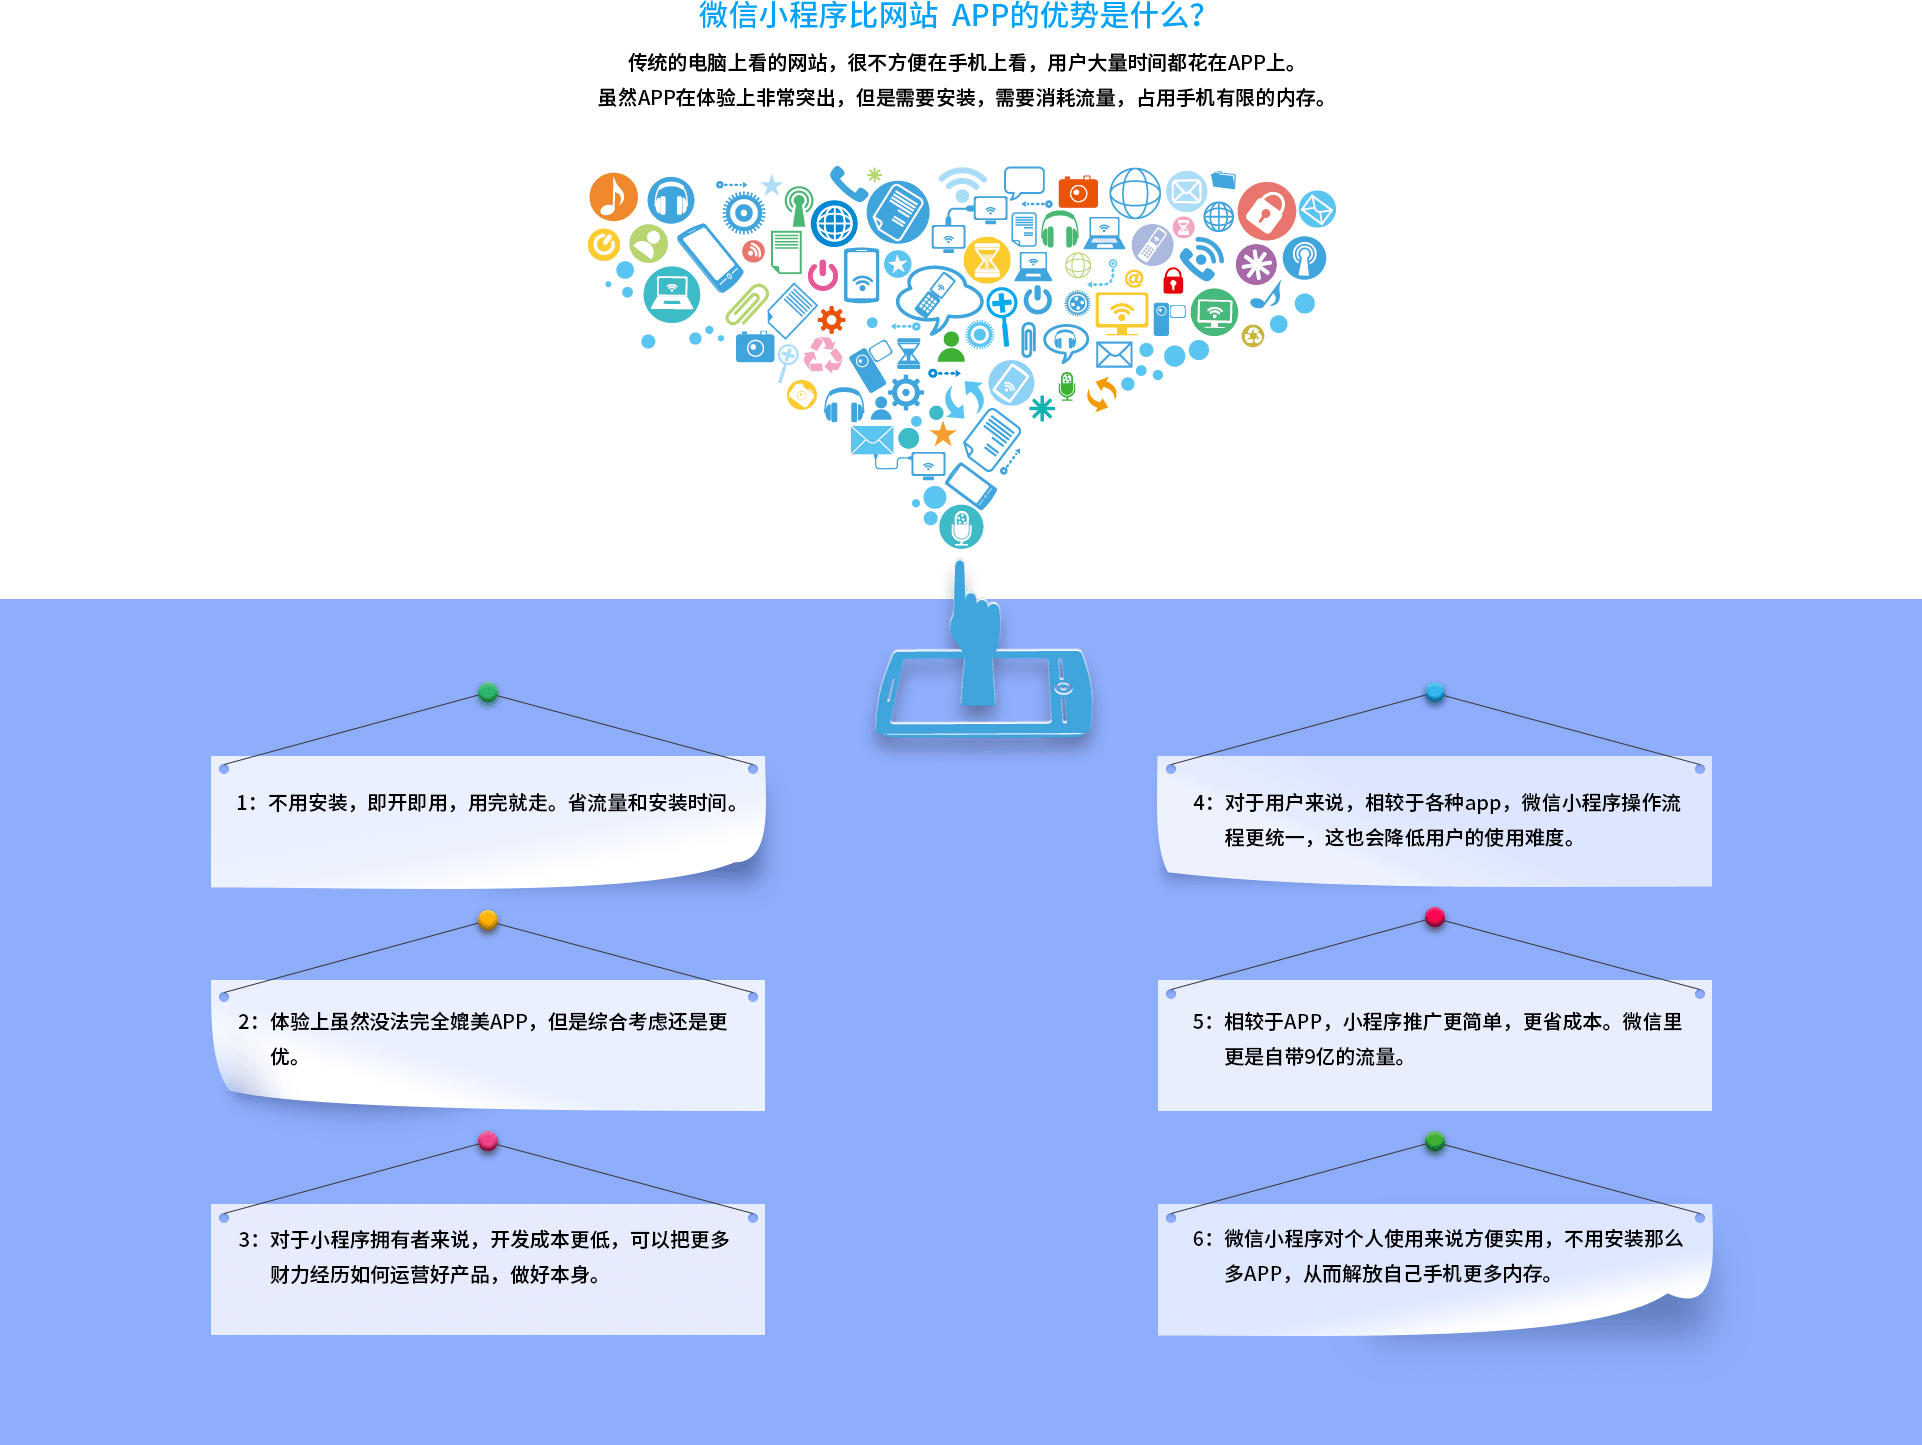 微信小程序比网站 APP的优势是什么？
传统的电脑上看的网站，很不方便在手机上看，用户大量时间都花在APP上。
虽然APP在体验上非常突出，但是需要安装，需要消耗流量，占用手机有限的内存。
@
1：不用安装，即开即用，用完就走。省流量和安装时间。
2：体验上虽然没法完全媲美APP，但是综合考虑还是更
优。
3：对于小程序拥有者来说，开发成本更低，可以把更多
财力经历如何运营好产品，做好本身。
4：对于用户来说，相较于各种app，微信小程序操作流
程更统一，这也会降低用户的使用难度。
5：相较于APP，小程序推广更简单，更省成本。微信里
更是自带9亿的流量。
6：微信小程序对个人使用来说方便实用，不用安装那么
多APP，从而解放自己手机更多内存。